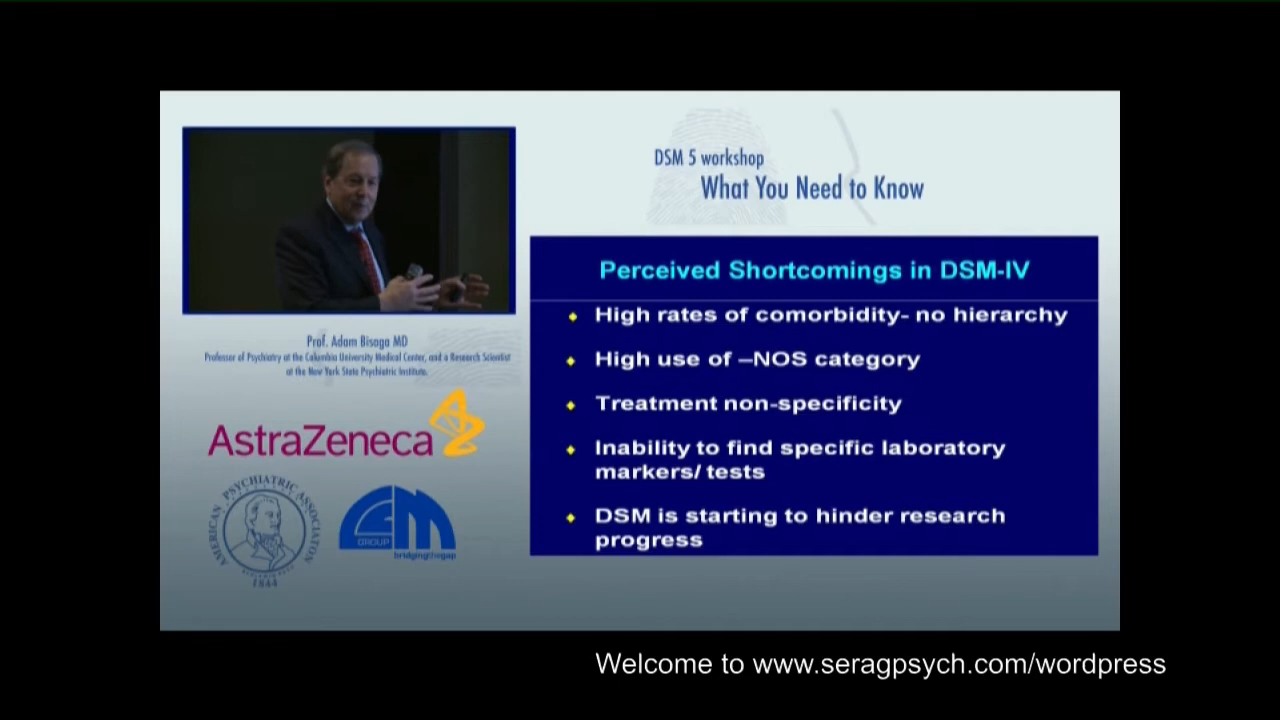 DSM 5 workshop
What You Need to Know
Perceived Shortcomings in DSM-IV
High rates of comorbidity- no hierarchy
High use of –NOS category
Treatment non-specificity
Inability to find specific laboratory
markers/ tests
DSM is starting to hinder research
progress
Prof. Adam Bisaga MD
Professor of Psychiatry at the Columbia University Medical Center, and a Research Scientist
at the New York State Psychiatric Institute.
AstraZeneca
AMERICAN PSYCHIATRIC ASSOCIATION
1844
GROUP
bridgingthegap
Welcome to www.seragpsych.com/wordpress